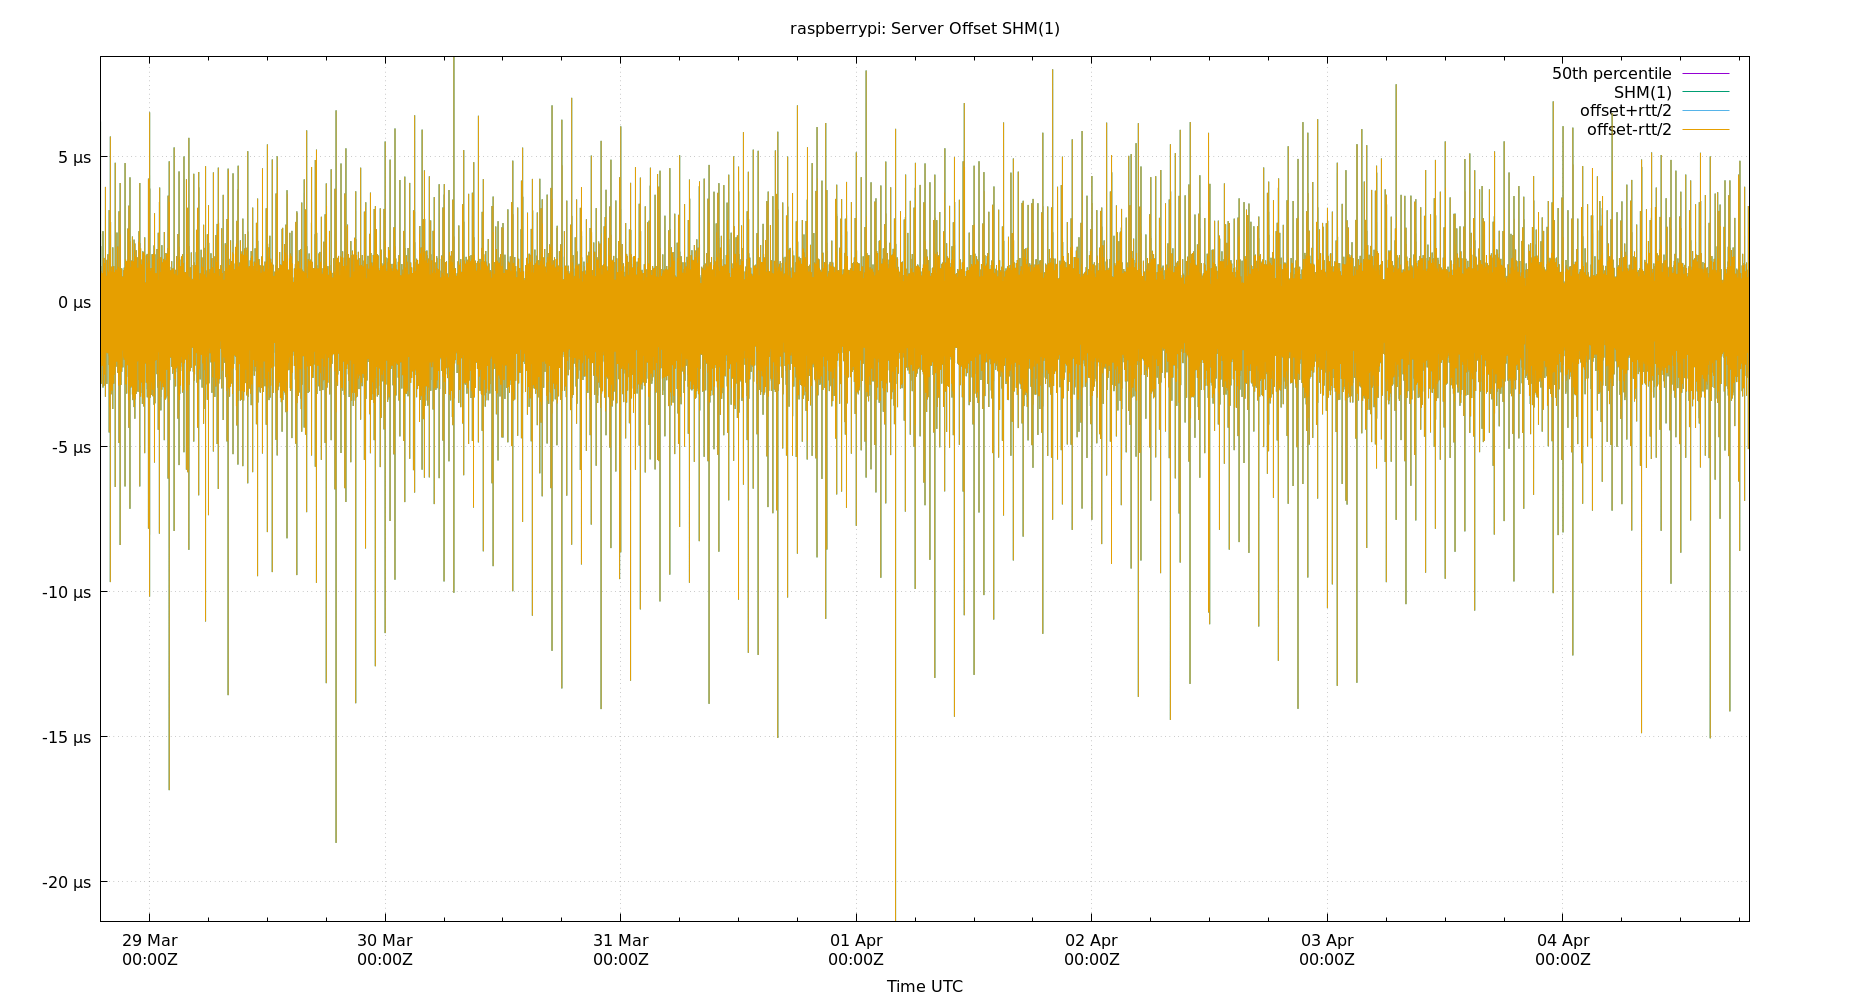 raspberrypi: Server Offset SHM(1)
50th percentile
SHM(1)
offset+rtt/2
offset-rtt/2
5 µs
0 µs
-5 µs
-10 µs
-15 µs
-20 µs
29 Mar 30 Mar 31 Mar 01 Apr 02 Apr 03 Apr 04 Apr
00:00Z 00:00Z 00:00Z 00:00Z 00:00Z 00:00Z 00:00Z
Time UTC